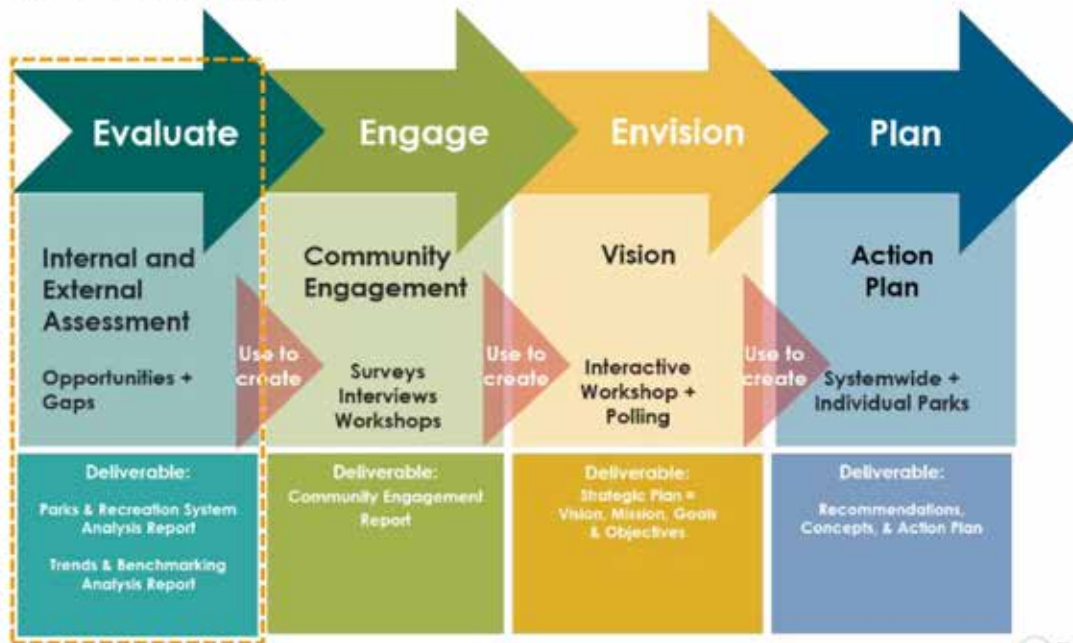 Evaluate
Engage
Envision
Plan
Internal and
External
Assessment
Opportunities +
Gaps
Use to
create
Community
Engagement
Surveys
Interviews
Workshops
Use to
create
Vision
Interactive
Workshop +
Polling
Use to
create
Action
Plan
Systemwide +
Individual Parks
Deliverable:
Parks & Recreation System
Analysis Report
Trends & Benchmarking
Analysis Report
Deliverable:
Community Engagement
Report
Deliverable:
Strategic Plan =
Vision, Mission, Goals
& Objectives
Deliverable:
Recommendations,
Concepts, & Action Plan